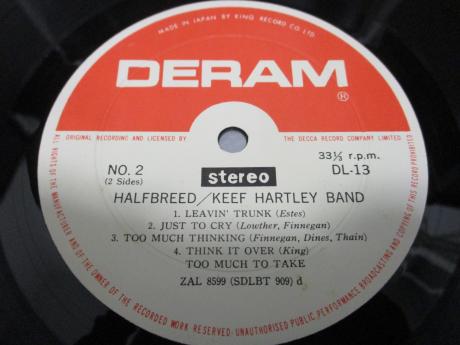 MADE IN JAPAN BY KING RECORD CO. LTD.
DERAM®
ORIGINAL RECORDING AND LICENSED BY THE DECCA RECORD COMPANY LIMITED
NO. 2 33⅓ r.p.m.
(2 Sides) stereo DL-13
HALFBREED/KEEF HARTLEY BAND
1. LEAVIN' TRUNK (Estes)
2. JUST TO CRY (Lowther, Finnegan)
3. TOO MUCH THINKING (Finnegan, Dines, Thain)
4. THINK IT OVER (King)
TOO MUCH TO TAKE
ZAL 8599 (SDLBT 909) d
ALL RIGHTS OF THE MANUFACTURER AND OF THE OWNER OF THE RECORDED WORK RESERVED. UNAUTHORISED PUBLIC PERFORMANCE BROADCASTING AND COPYING OF THIS RECORD PROHIBITED